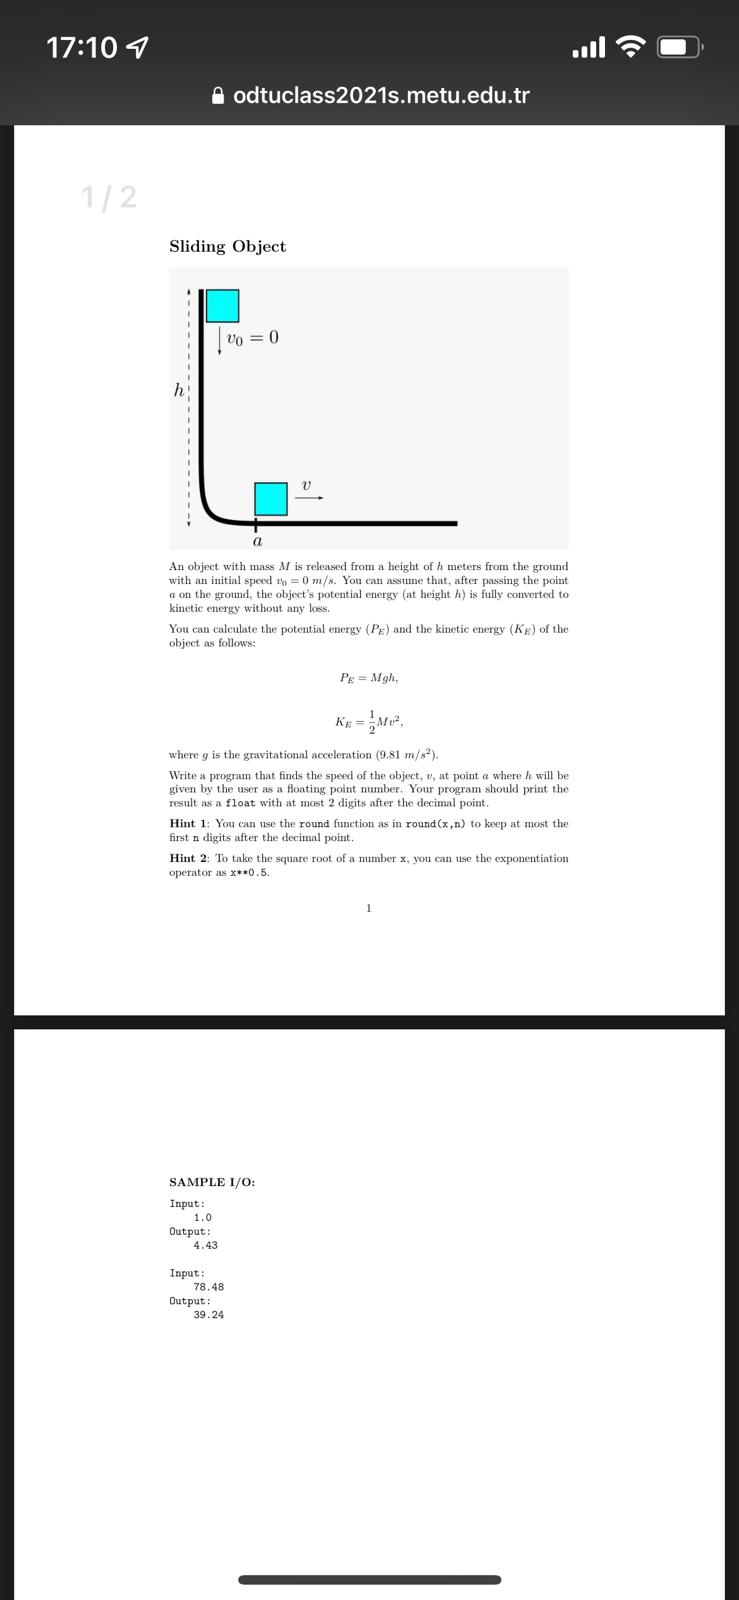 17:10
odtuclass2021s.metu.edu.tr
1/2
Sliding Object
v₀ = 0
h
v
a
An object with mass M is released from a height of h meters from the ground
with an initial speed v₀ = 0 m/s. You can assume that, after passing the point
a on the ground, the object's potential energy (at height h) is fully converted to
kinetic energy without any loss.
You can calculate the potential energy (P_E) and the kinetic energy (K_E) of the
object as follows:
P_E = Mgh,
K_E = 1/2 Mv²,
where g is the gravitational acceleration (9.81 m/s²).
Write a program that finds the speed of the object, v, at point a where h will be
given by the user as a floating point number. Your program should print the
result as a float with at most 2 digits after the decimal point.
Hint 1: You can use the round function as in round(x,n) to keep at most the
first n digits after the decimal point.
Hint 2: To take the square root of a number x, you can use the exponentiation
operator as x**0.5.
1
SAMPLE I/O:
Input:
1.0
Output:
4.43
Input:
78.48
Output:
39.24